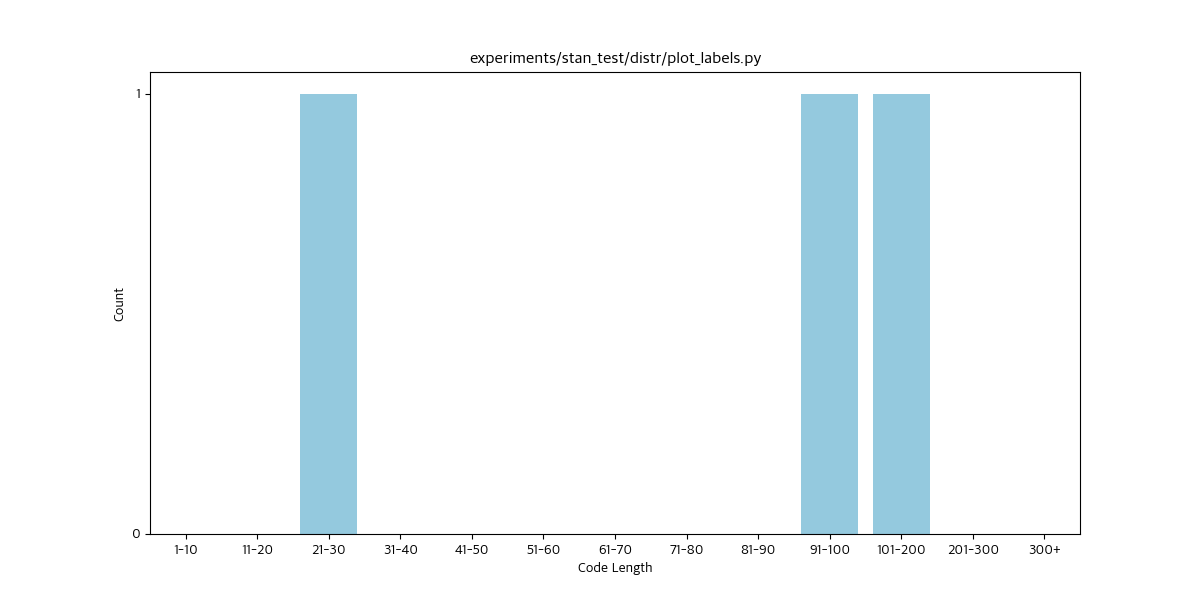 experiments/stan_test/distr/plot_labels.py
1
Count
0
1-10 11-20 21-30 31-40 41-50 51-60 61-70 71-80 81-90 91-100 101-200 201-300 300+
Code Length